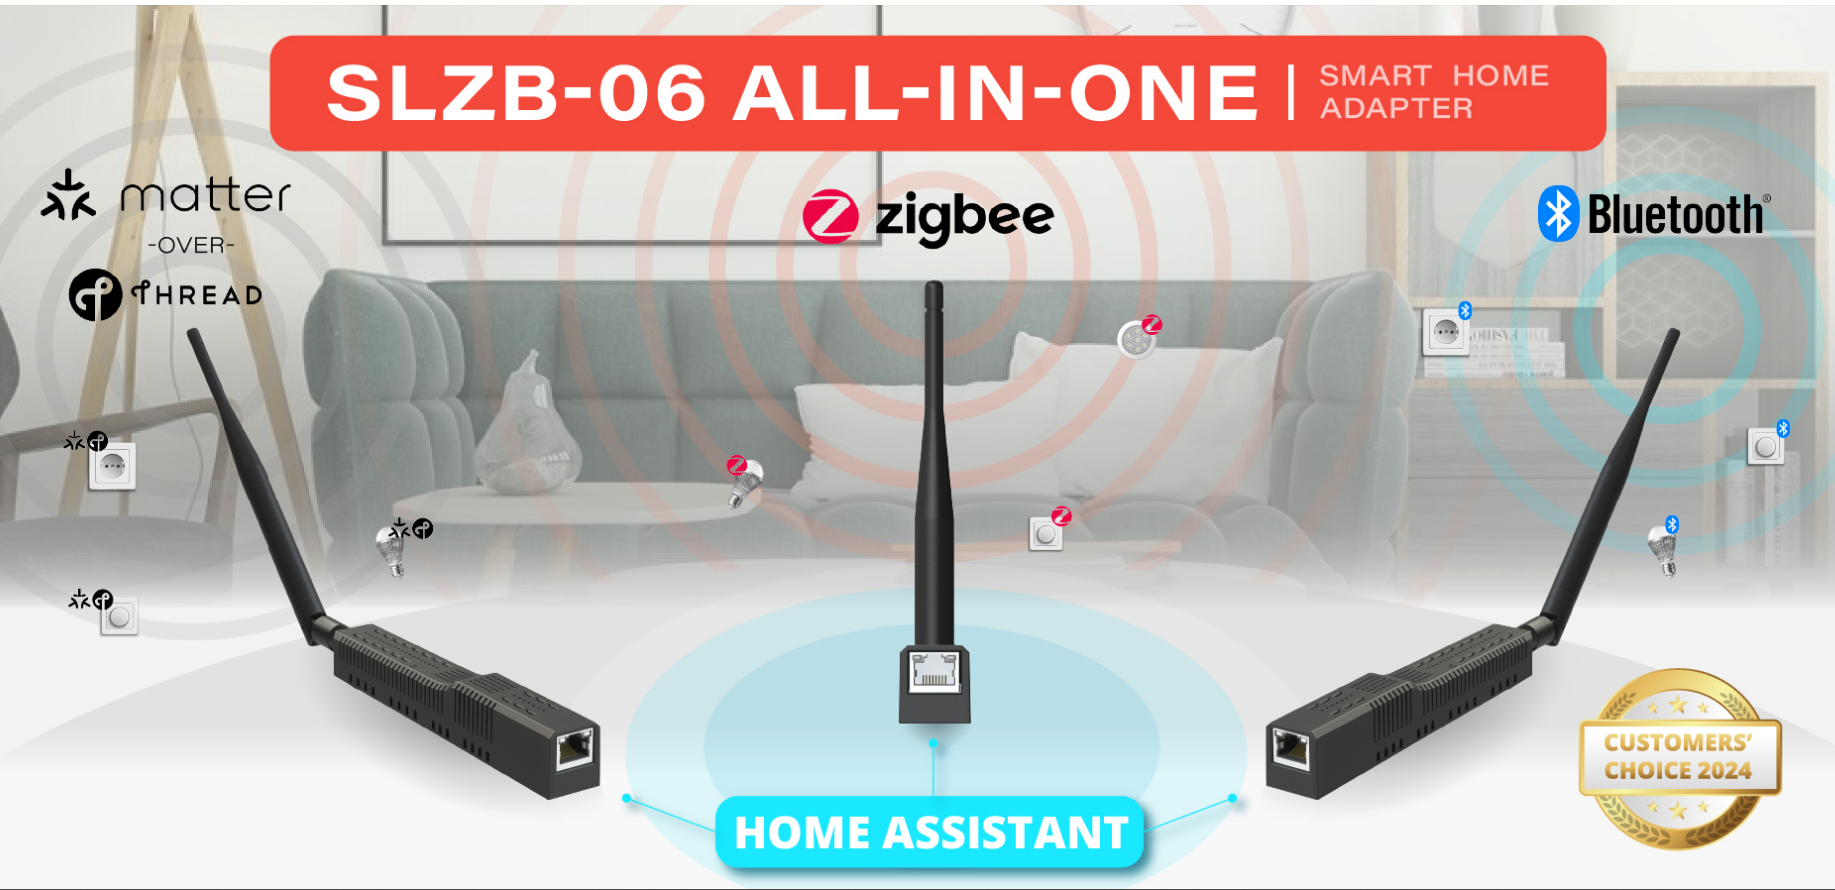 SLZB-06 ALL-IN-ONE | SMART HOME
ADAPTER
matter
-OVER-
THREAD
zigbee
Bluetooth®
CUSTOMERS'
CHOICE 2024
HOME ASSISTANT